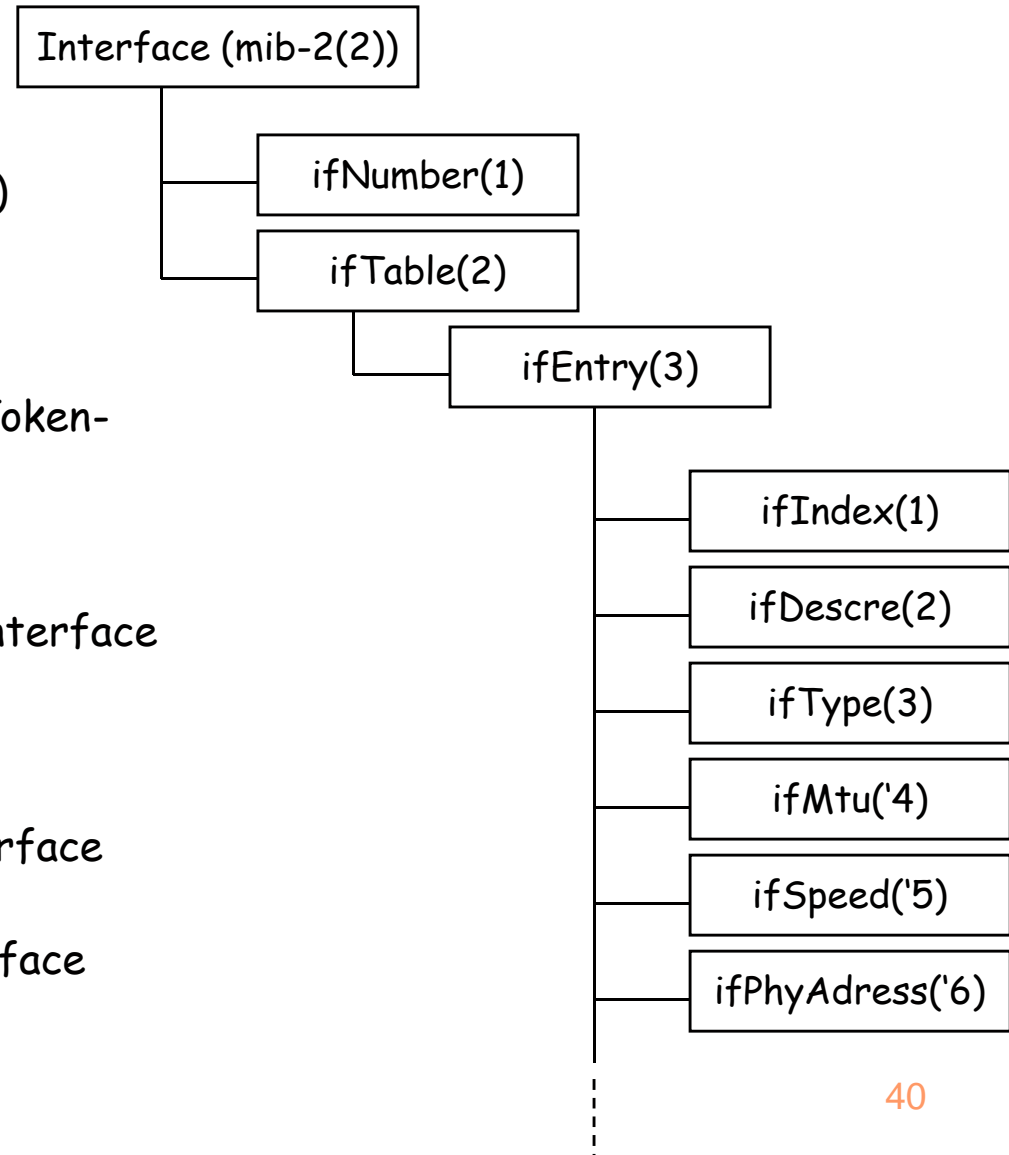 Interface (mib-2(2))
ifNumber(1)
)
ifTable(2)
ifEntry(3)
oken-
ifIndex(1)
ifDescre(2)
nterface
ifType(3)
ifMtu('4)
rface
ifSpeed('5)
face
ifPhyAdress('6)
40